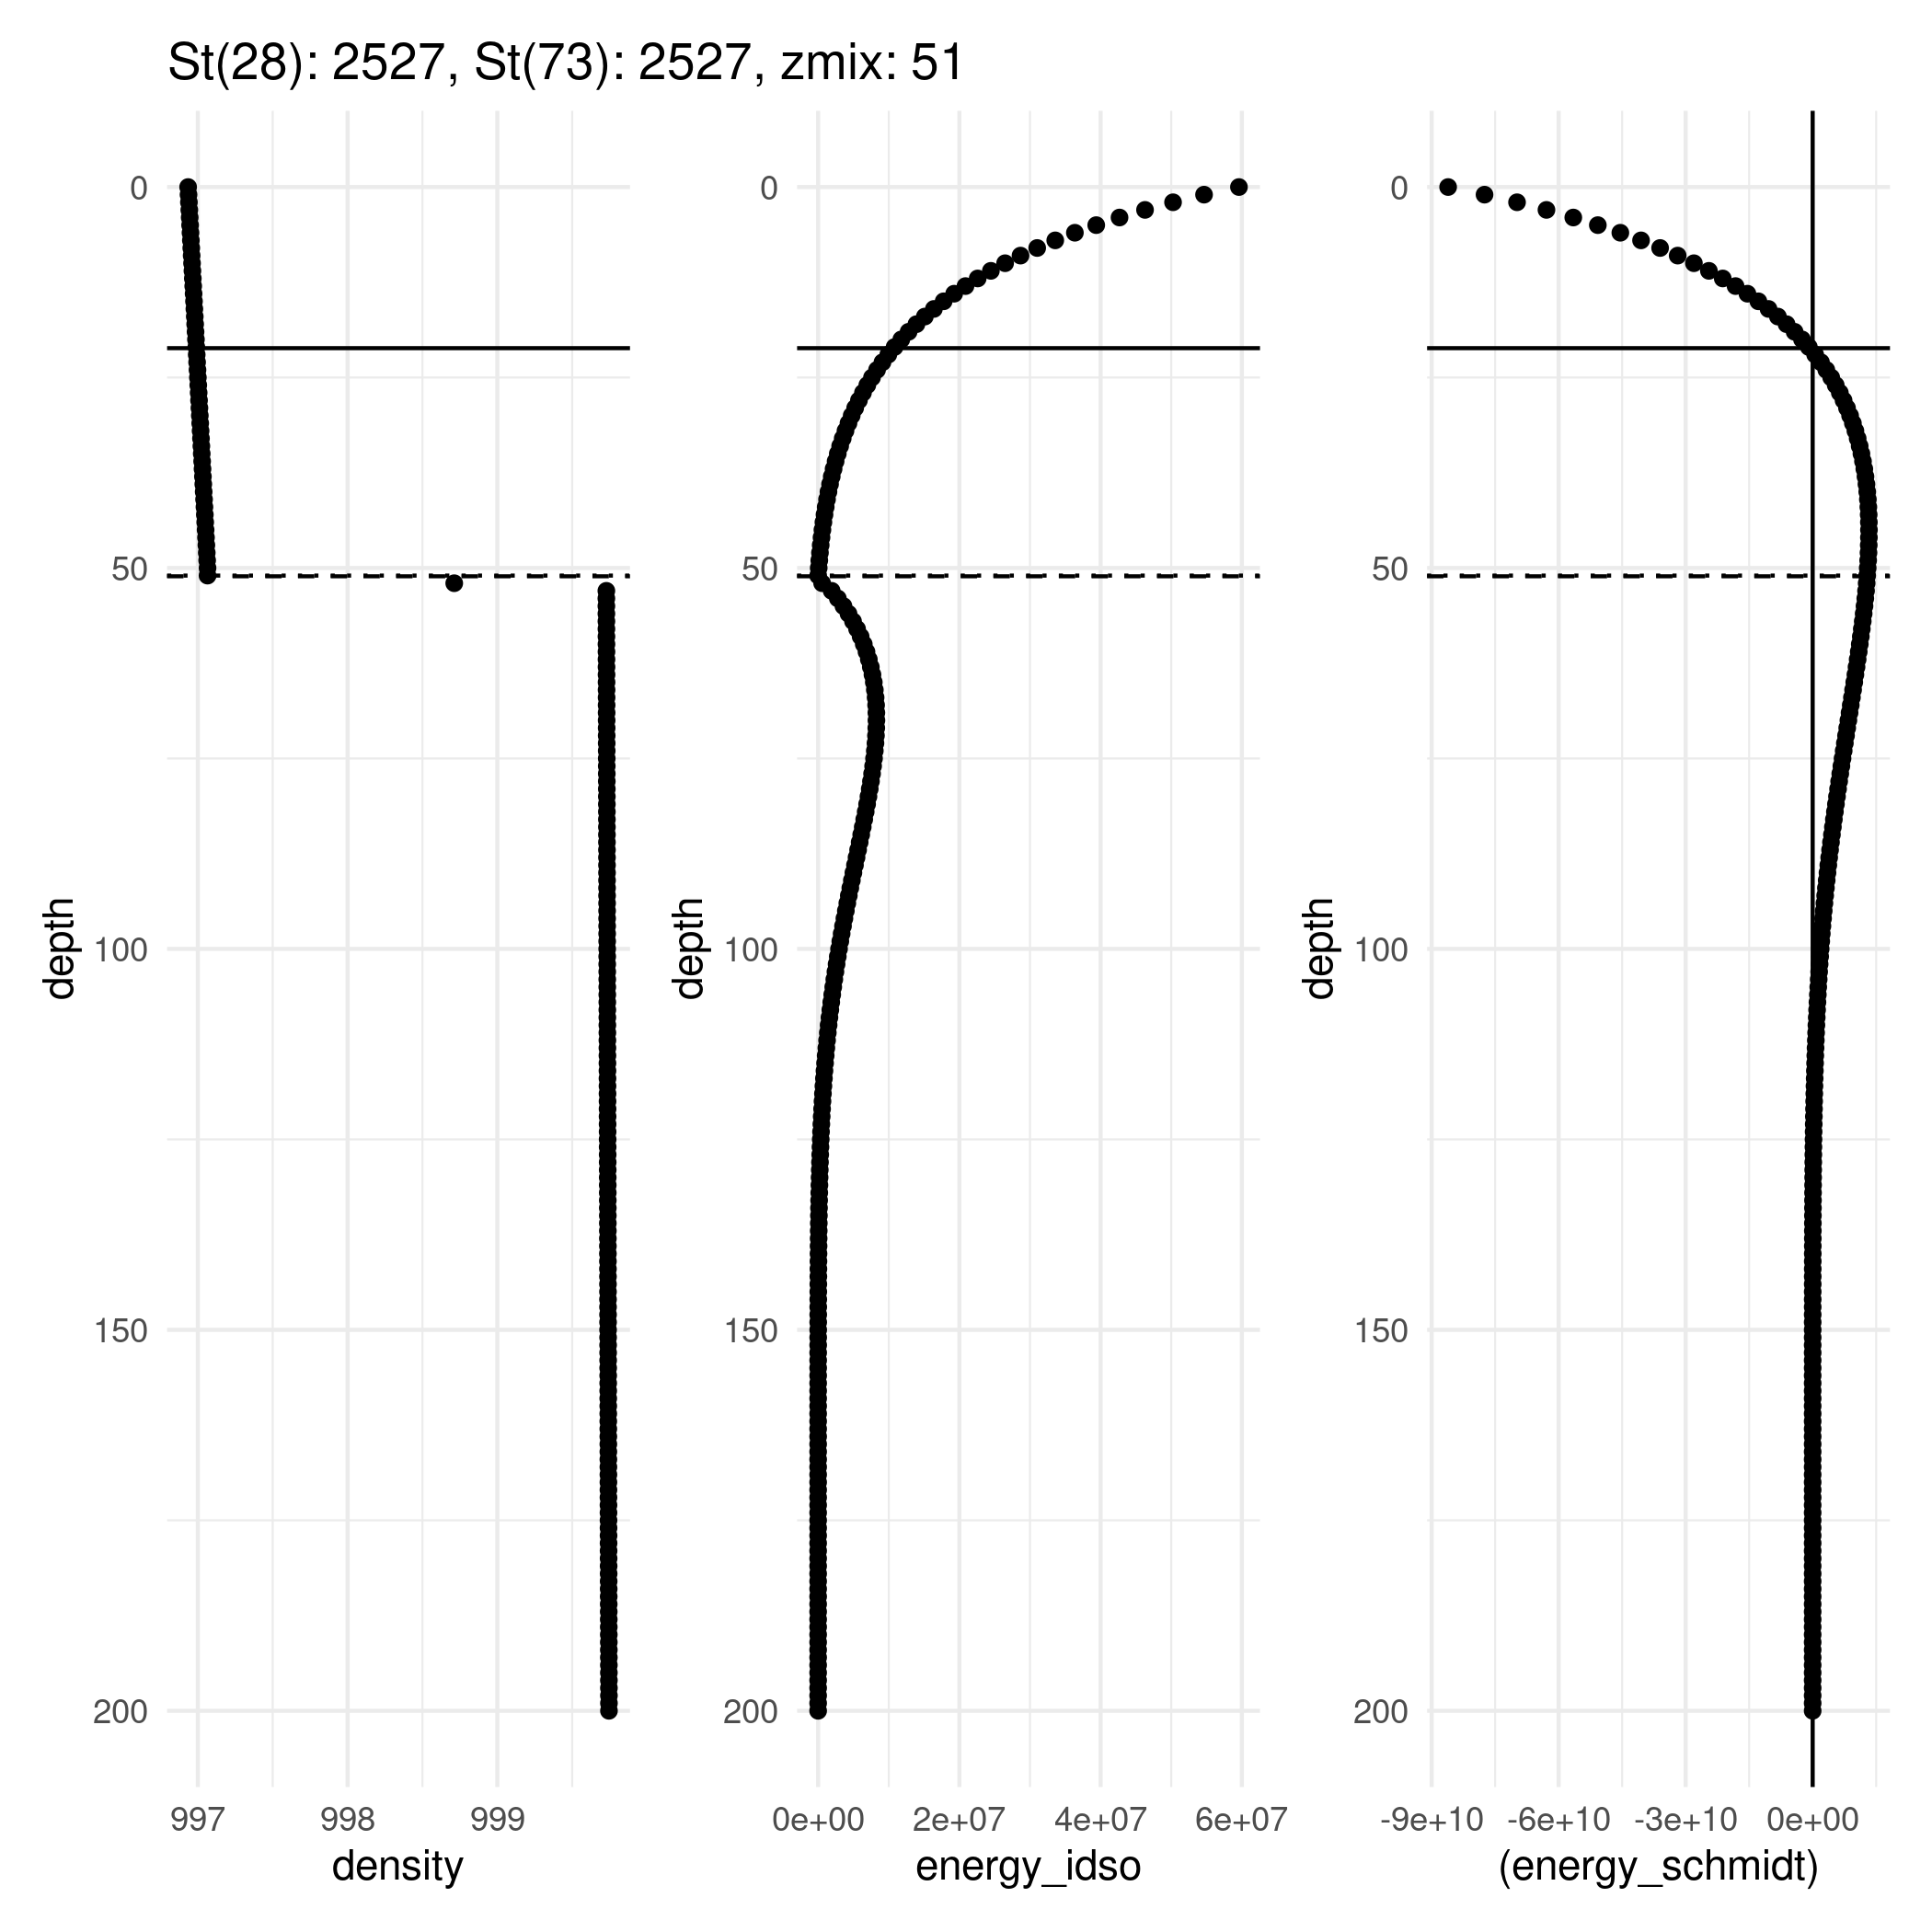 St(28): 2527, St(73): 2527, zmix: 51
0
50
100
150
200
depth
997
998
999
density
0
50
100
150
200
depth
0e+00
2e+07
4e+07
6e+07
energy_idso
0
50
100
150
200
depth
-9e+10
-6e+10
-3e+10
0e+00
(energy_schmidt)